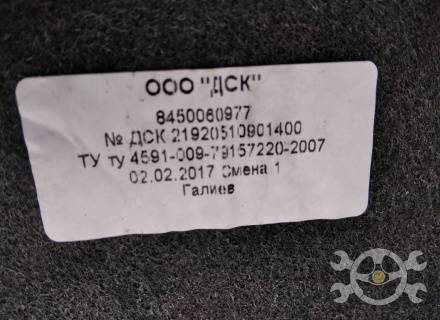 ООО "ДСК"
8450060977
№ ДСК 21920510901400
ТУ ту 4591-009-79157220-2007
02.02.2017 Смена 1
Галиев